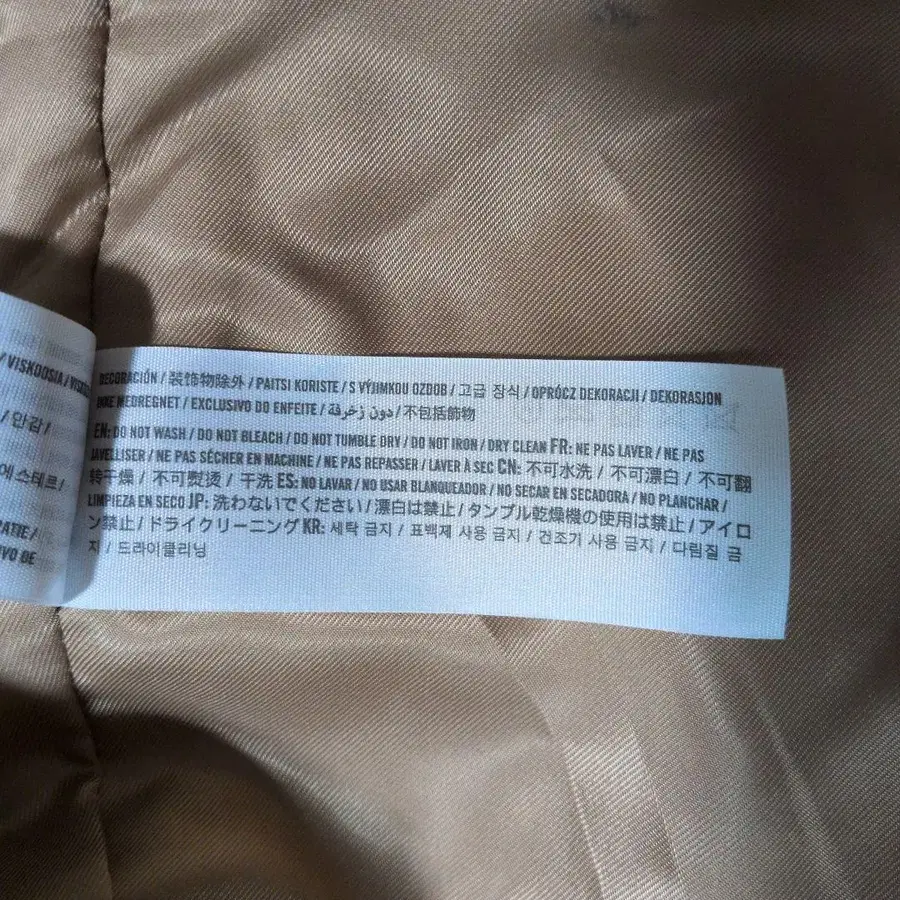 / VISKOOSIA /
/ 안감 /
에스테르/
DECORACIÓN / 装饰物除外 / PAITSI KORISTE / S VÝJIMKOU OZDOB / 고급 장식 / OPRÓCZ DEKORACJI / DEKORASJON
MEDREGNET / EXCLUSIVO DO ENFEITE / دون زخرفة / 不包括飾物
EN: DO NOT WASH / DO NOT BLEACH / DO NOT TUMBLE DRY / DO NOT IRON / DRY CLEAN FR: NE PAS LAVER / NE PAS
JAVELLISER / NE PAS SÉCHER EN MACHINE / NE PAS REPASSER / LAVER À SEC CN: 不可水洗 / 不可漂白 / 不可翻
转干燥 / 不可熨烫 / 干洗 ES: NO LAVAR / NO USAR BLANQUEADOR / NO SECAR EN SECADORA / NO PLANCHAR /
LIMPIEZA EN SECO JP: 洗わないでください / 漂白は禁止 / タンブル乾燥機の使用は禁止 / アイロ
ン禁止 / ドライクリーニング KR: 세탁 금지 / 표백제 사용 금지 / 건조기 사용 금지 / 다림질 금
지 / 드라이클리닝